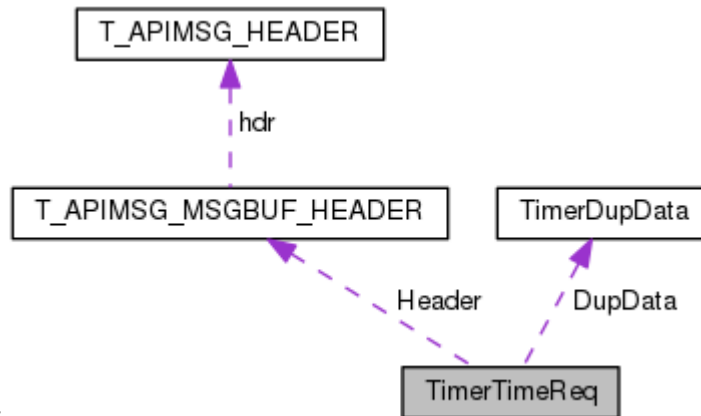 T_APIMSG_HEADER
hdr
T_APIMSG_MSGBUF_HEADER
TimerDupData
Header
DupData
TimerTimeReq